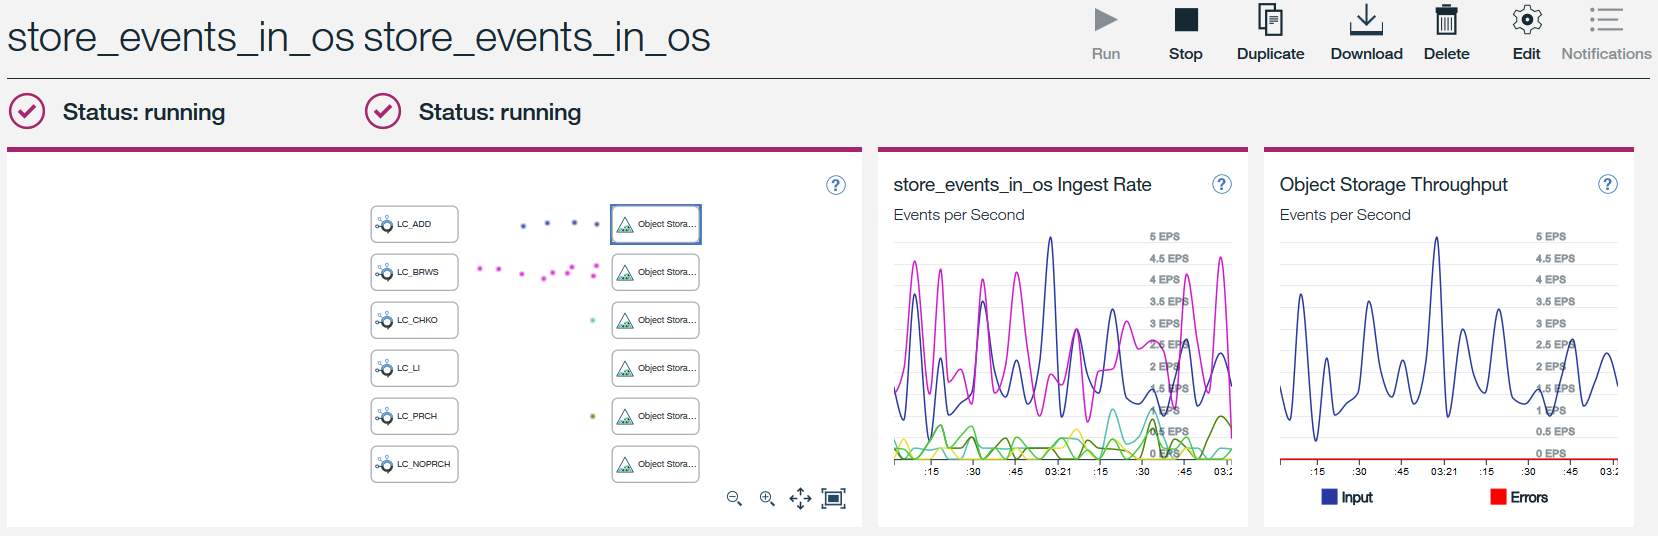 store_events_in_os store_events_in_os
Run Stop Duplicate Download Delete Edit Notifications
Status: running Status: running
?
LC_ADD Object Stora...
LC_BRWS Object Stora...
LC_CHKO Object Stora...
LC_LI Object Stora...
LC_PRCH Object Stora...
LC_NOPRCH Object Stora...
store_events_in_os Ingest Rate ?
Events per Second
5 EPS
4.5 EPS
4 EPS
3.5 EPS
3 EPS
2.5 EPS
2 EPS
1.5 EPS
1 EPS
0.5 EPS
0 EPS
:15 :30 :45 03:21 :15 :30 :45 03:2
Object Storage Throughput ?
Events per Second
5 EPS
4.5 EPS
4 EPS
3.5 EPS
3 EPS
2.5 EPS
2 EPS
1.5 EPS
1 EPS
0.5 EPS
0 EPS
:15 :30 :45 03:21 :15 :30 :45 03:2
Input Errors